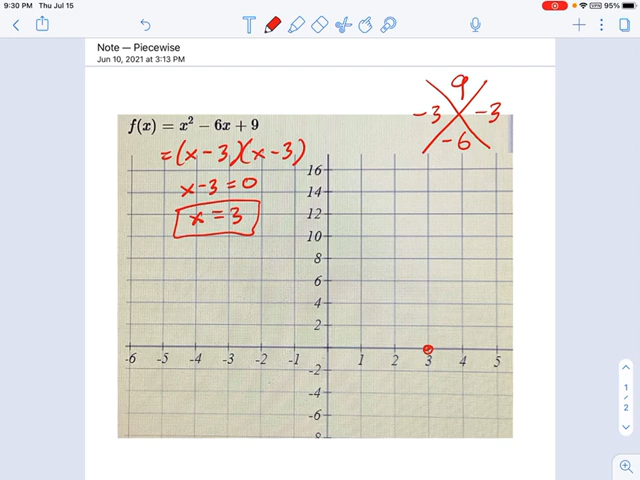 9:30 PM Thu Jul 15
95%
Note — Piecewise
Jun 10, 2021 at 3:13 PM
f(x) = x² − 6x + 9
= (x − 3)(x − 3)
x − 3 = 0
x = 3
9
−3 −3
−6
16
14
12
10
8
6
4
2
-6 -5 -4 -3 -2 -1 1 2 3 4 5
-2
-4
-6
1
/
2